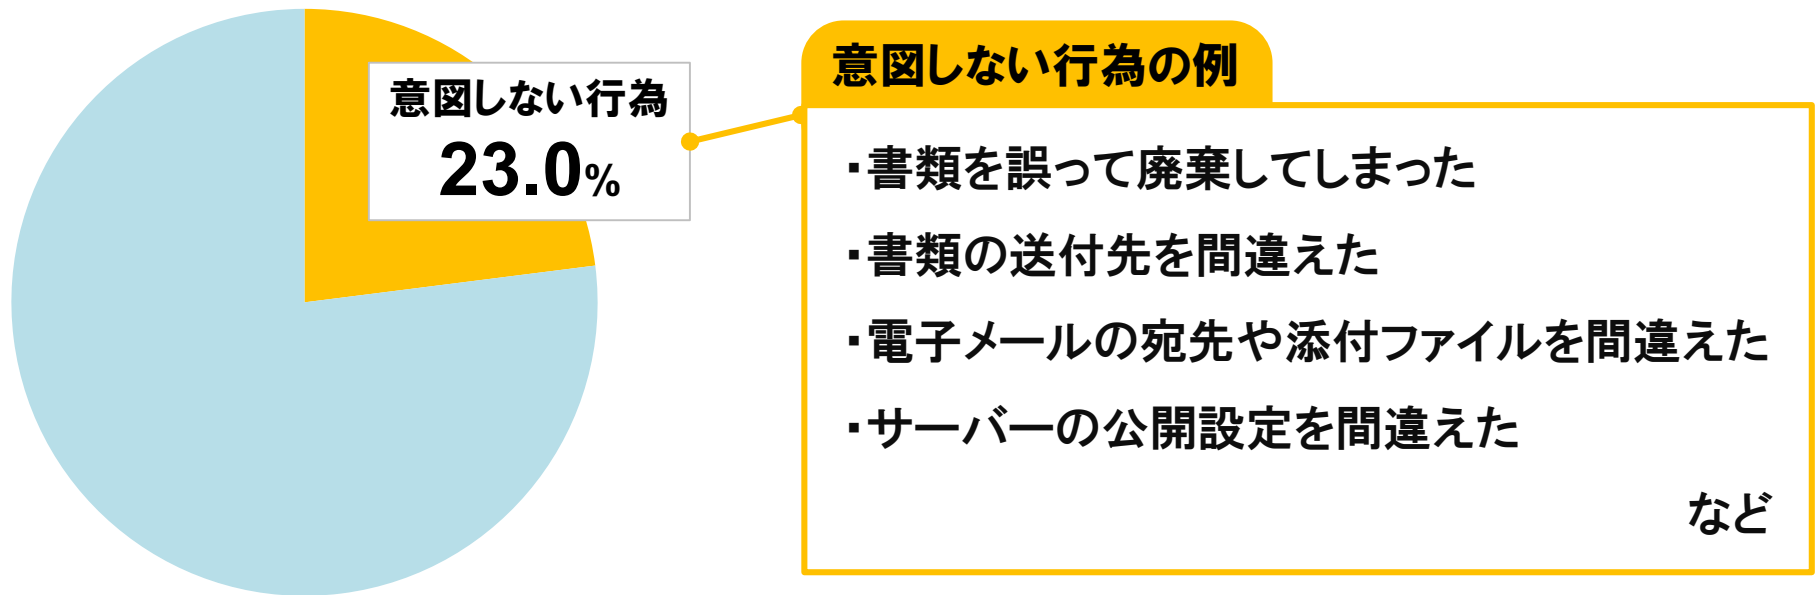 意図しない行為
23.0%
意図しない行為の例
・書類を誤って廃棄してしまった
・書類の送付先を間違えた
・電子メールの宛先や添付ファイルを間違えた
・サーバーの公開設定を間違えた
など